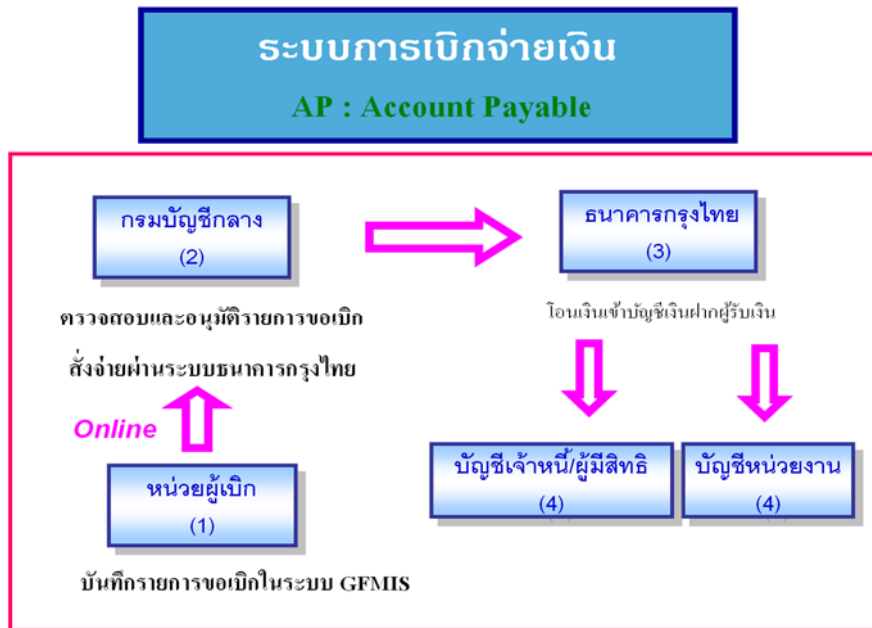 ระบบการเบิกจ่ายเงิน
AP : Account Payable
กรมบัญชีกลาง
(2)
ตรวจสอบและอนุมัติรายการขอเบิก
สั่งจ่ายผ่านระบบธนาคารกรุงไทย
Online
หน่วยผู้เบิก
(1)
บันทึกรายการขอเบิกในระบบ GFMIS
ธนาคารกรุงไทย
(3)
โอนเงินเข้าบัญชีเงินฝากผู้รับเงิน
บัญชีเจ้าหนี้/ผู้มีสิทธิ
(4)
บัญชีหน่วยงาน
(4)